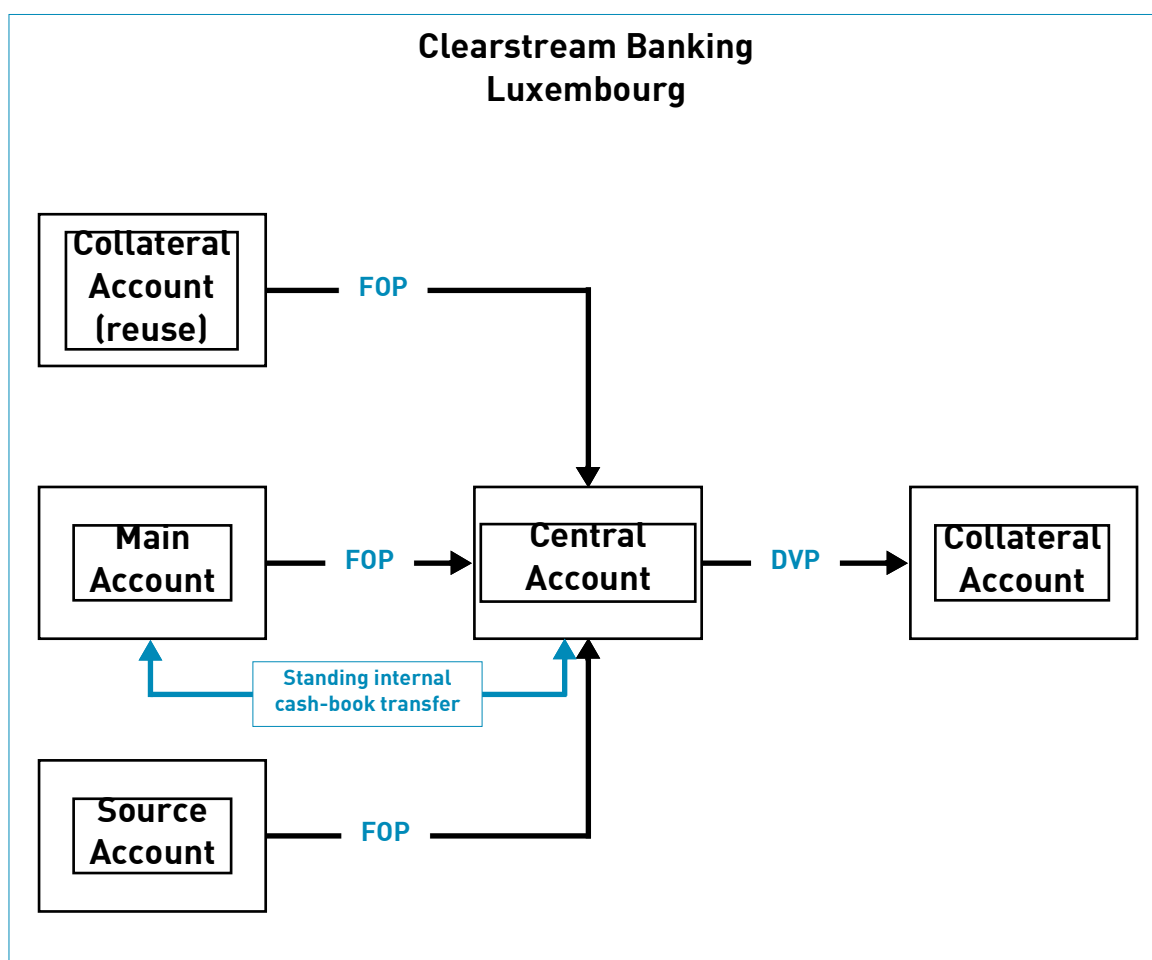 Clearstream Banking
Luxembourg
Collateral
Account
(reuse)
FOP
Main
Account
FOP
Central
Account
DVP
Collateral
Account
Standing internal
cash-book transfer
Source
Account
FOP